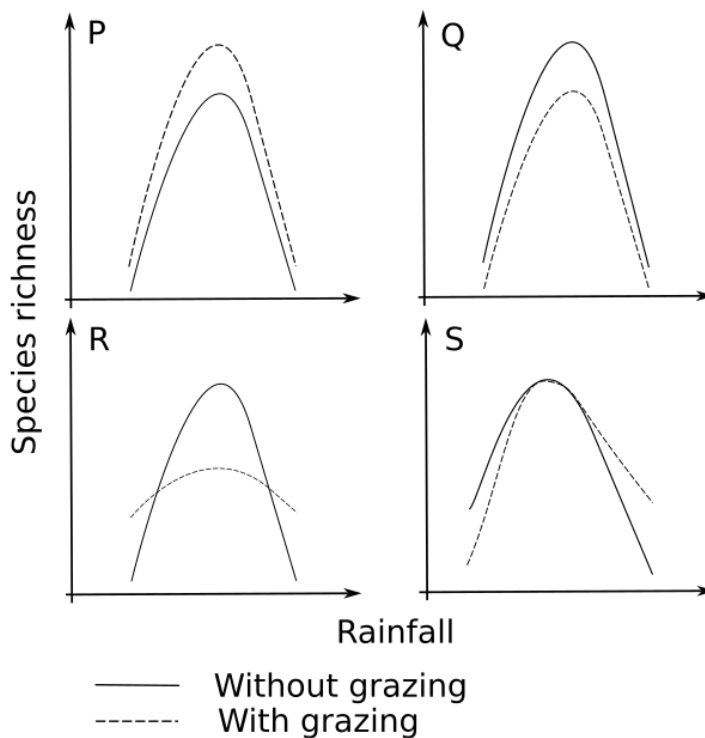 P
Q
R
S
Species richness
Rainfall
Without grazing
With grazing